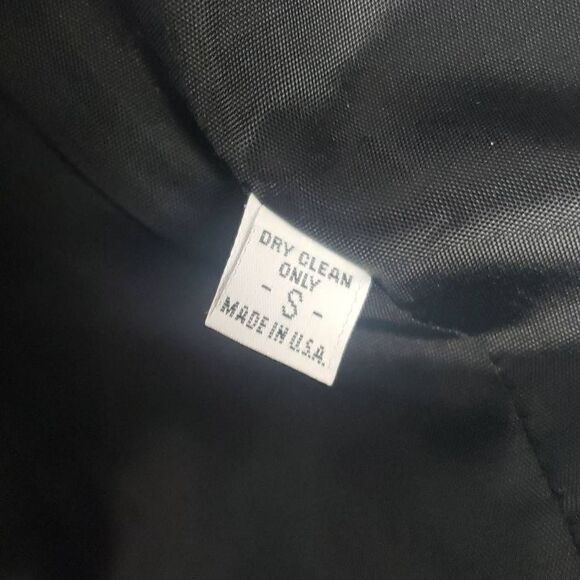 DRY CLEAN
ONLY
- S -
MADE IN U.S.A.